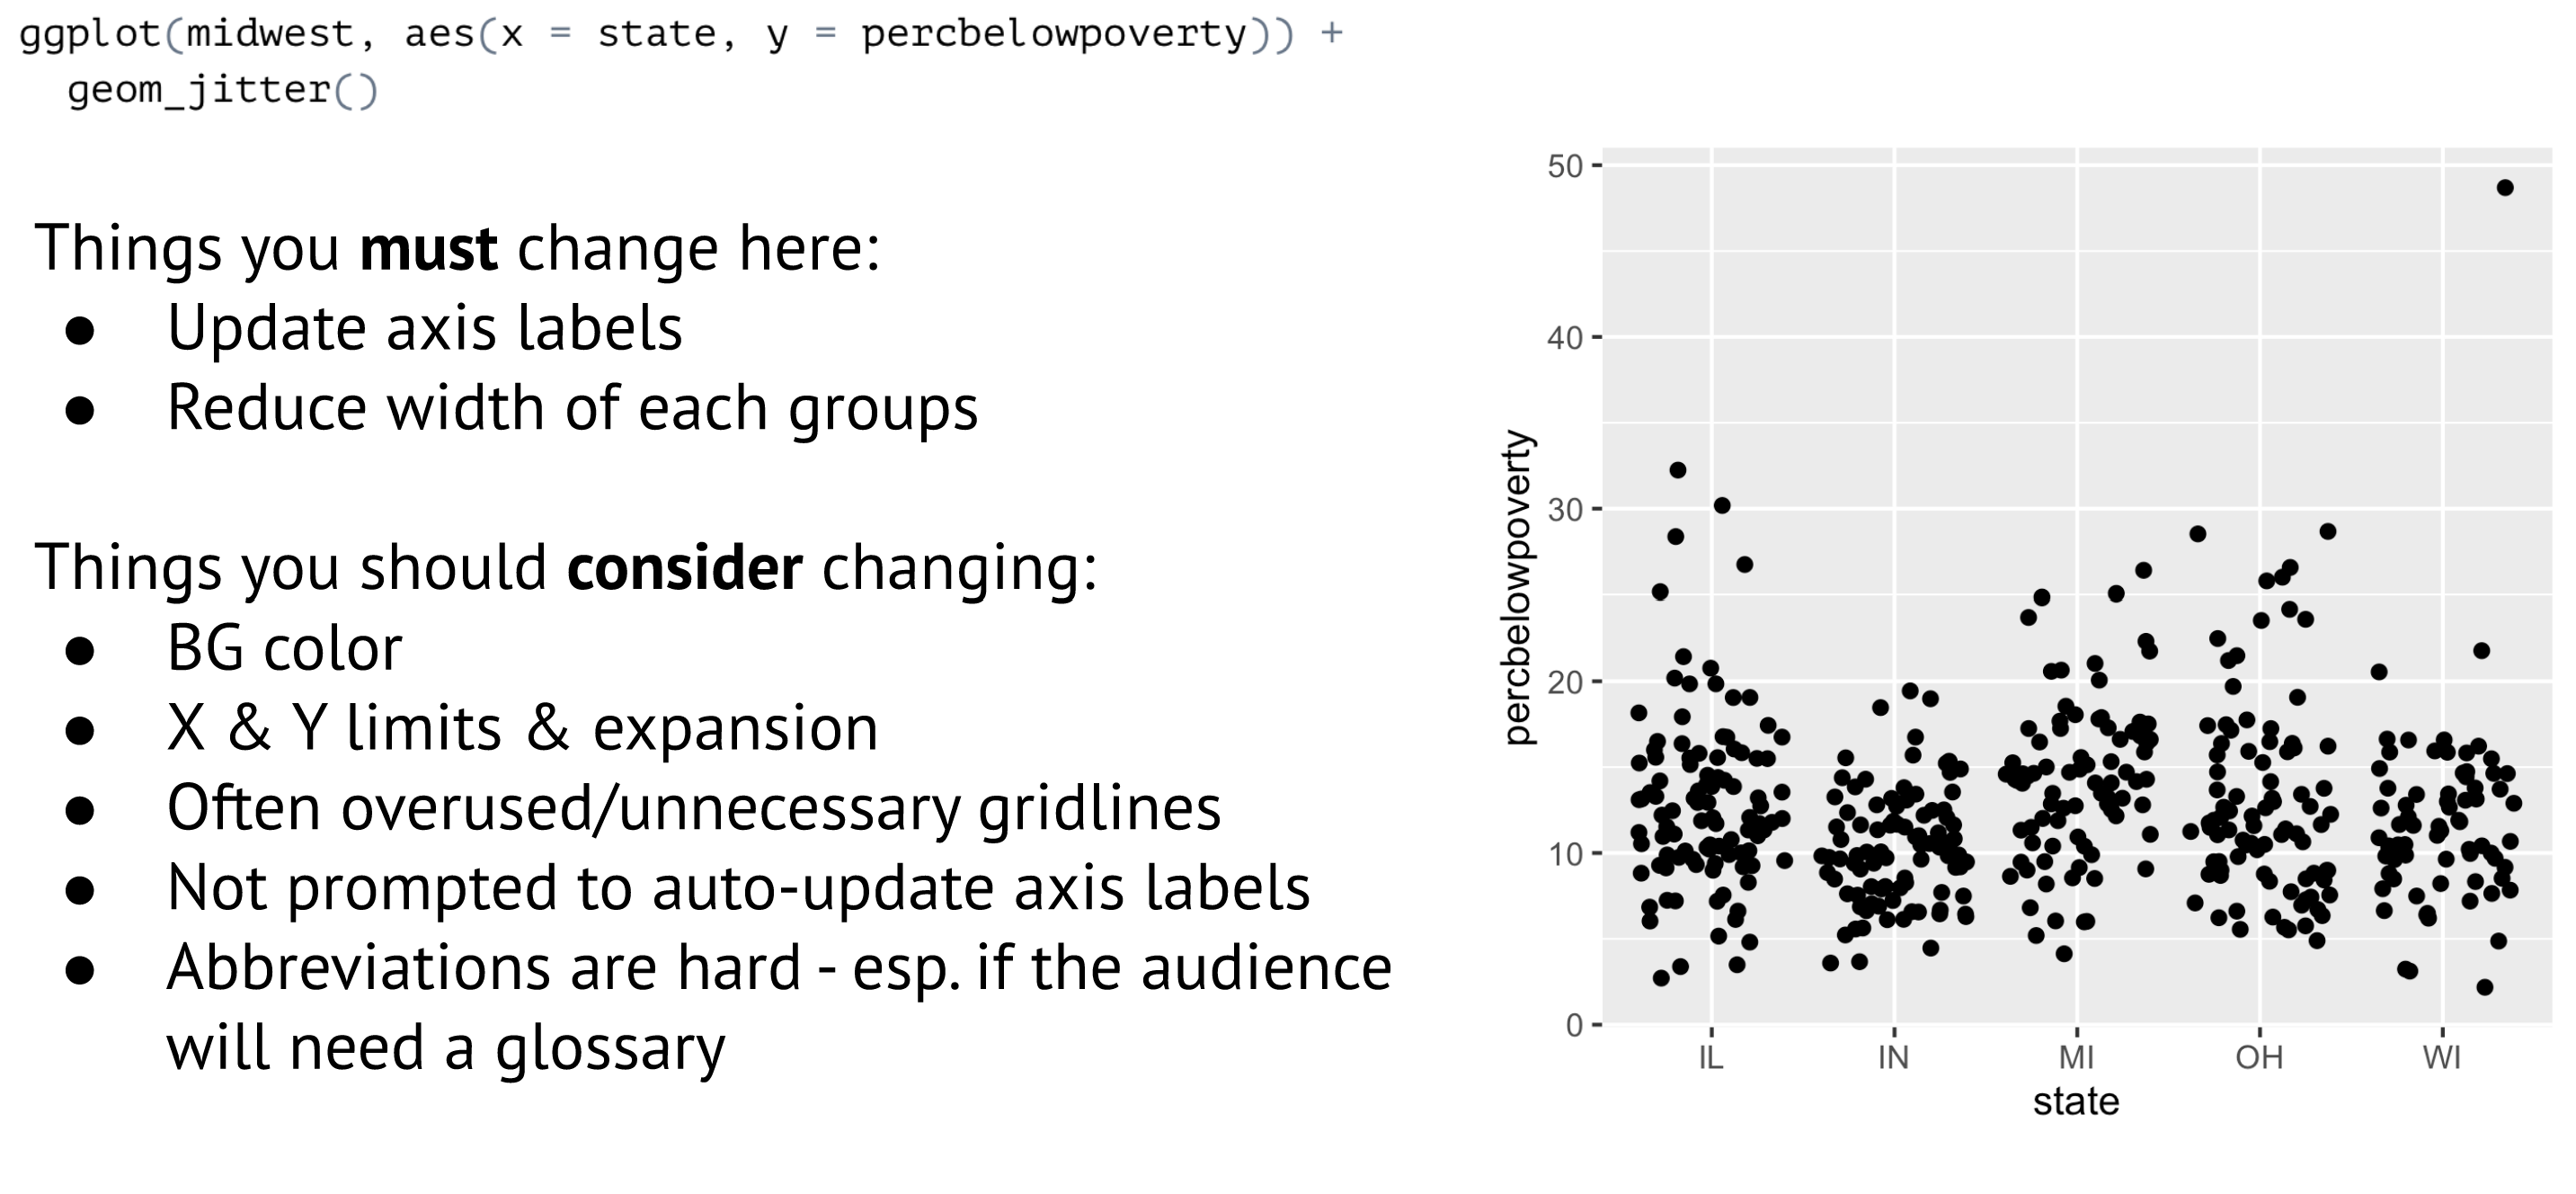 ggplot(midwest, aes(x = state, y = percbelowpoverty)) +
geom_jitter()
Things you must change here:
● Update axis labels
● Reduce width of each groups
Things you should consider changing:
● BG color
● X & Y limits & expansion
● Often overused/unnecessary gridlines
● Not prompted to auto-update axis labels
● Abbreviations are hard - esp. if the audience
will need a glossary
percbelowpoverty
50
40
30
20
10
0
IL IN MI OH WI
state